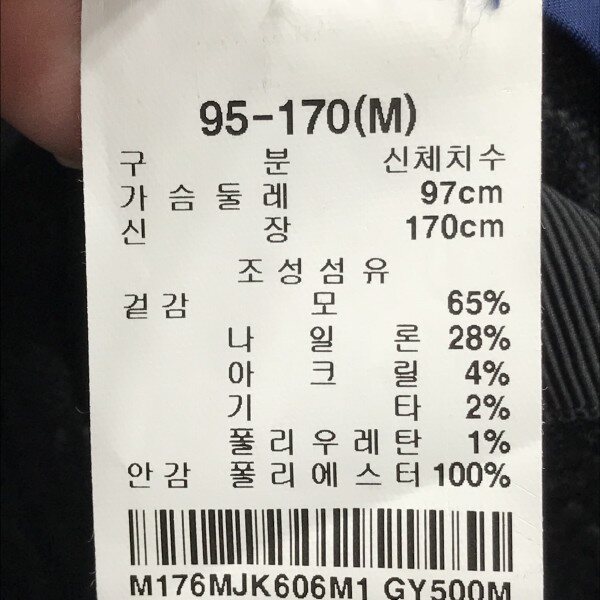 95-170(M)
구 분 신체치수
가슴둘레 97cm
신 장 170cm
조성섬유
겉감 모 65%
나일론 28%
아크릴 4%
기 타 2%
폴리우레탄 1%
안감 폴리에스터 100%
M176MJK606M1 GY500M